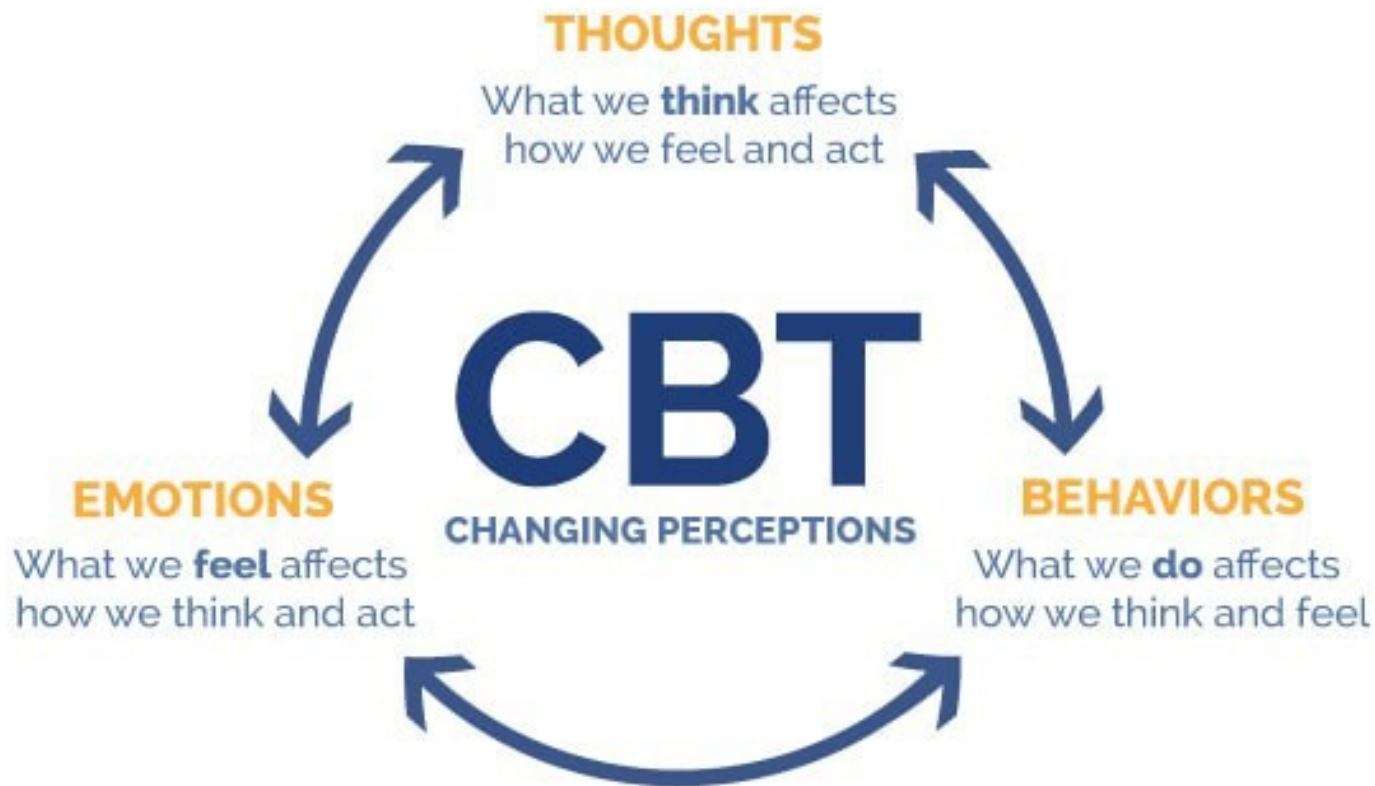 THOUGHTS
What we think affects
how we feel and act
CBT
CHANGING PERCEPTIONS
EMOTIONS
What we feel affects
how we think and act
BEHAVIORS
What we do affects
how we think and feel